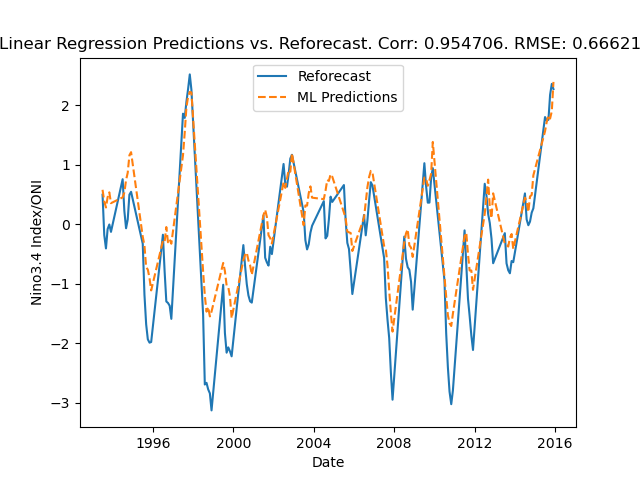 Linear Regression Predictions vs. Reforecast. Corr: 0.954706. RMSE: 0.66621
Reforecast
ML Predictions
Nino3.4 Index/ONI
2
1
0
−1
−2
−3
1996
2000
2004
2008
2012
2016
Date